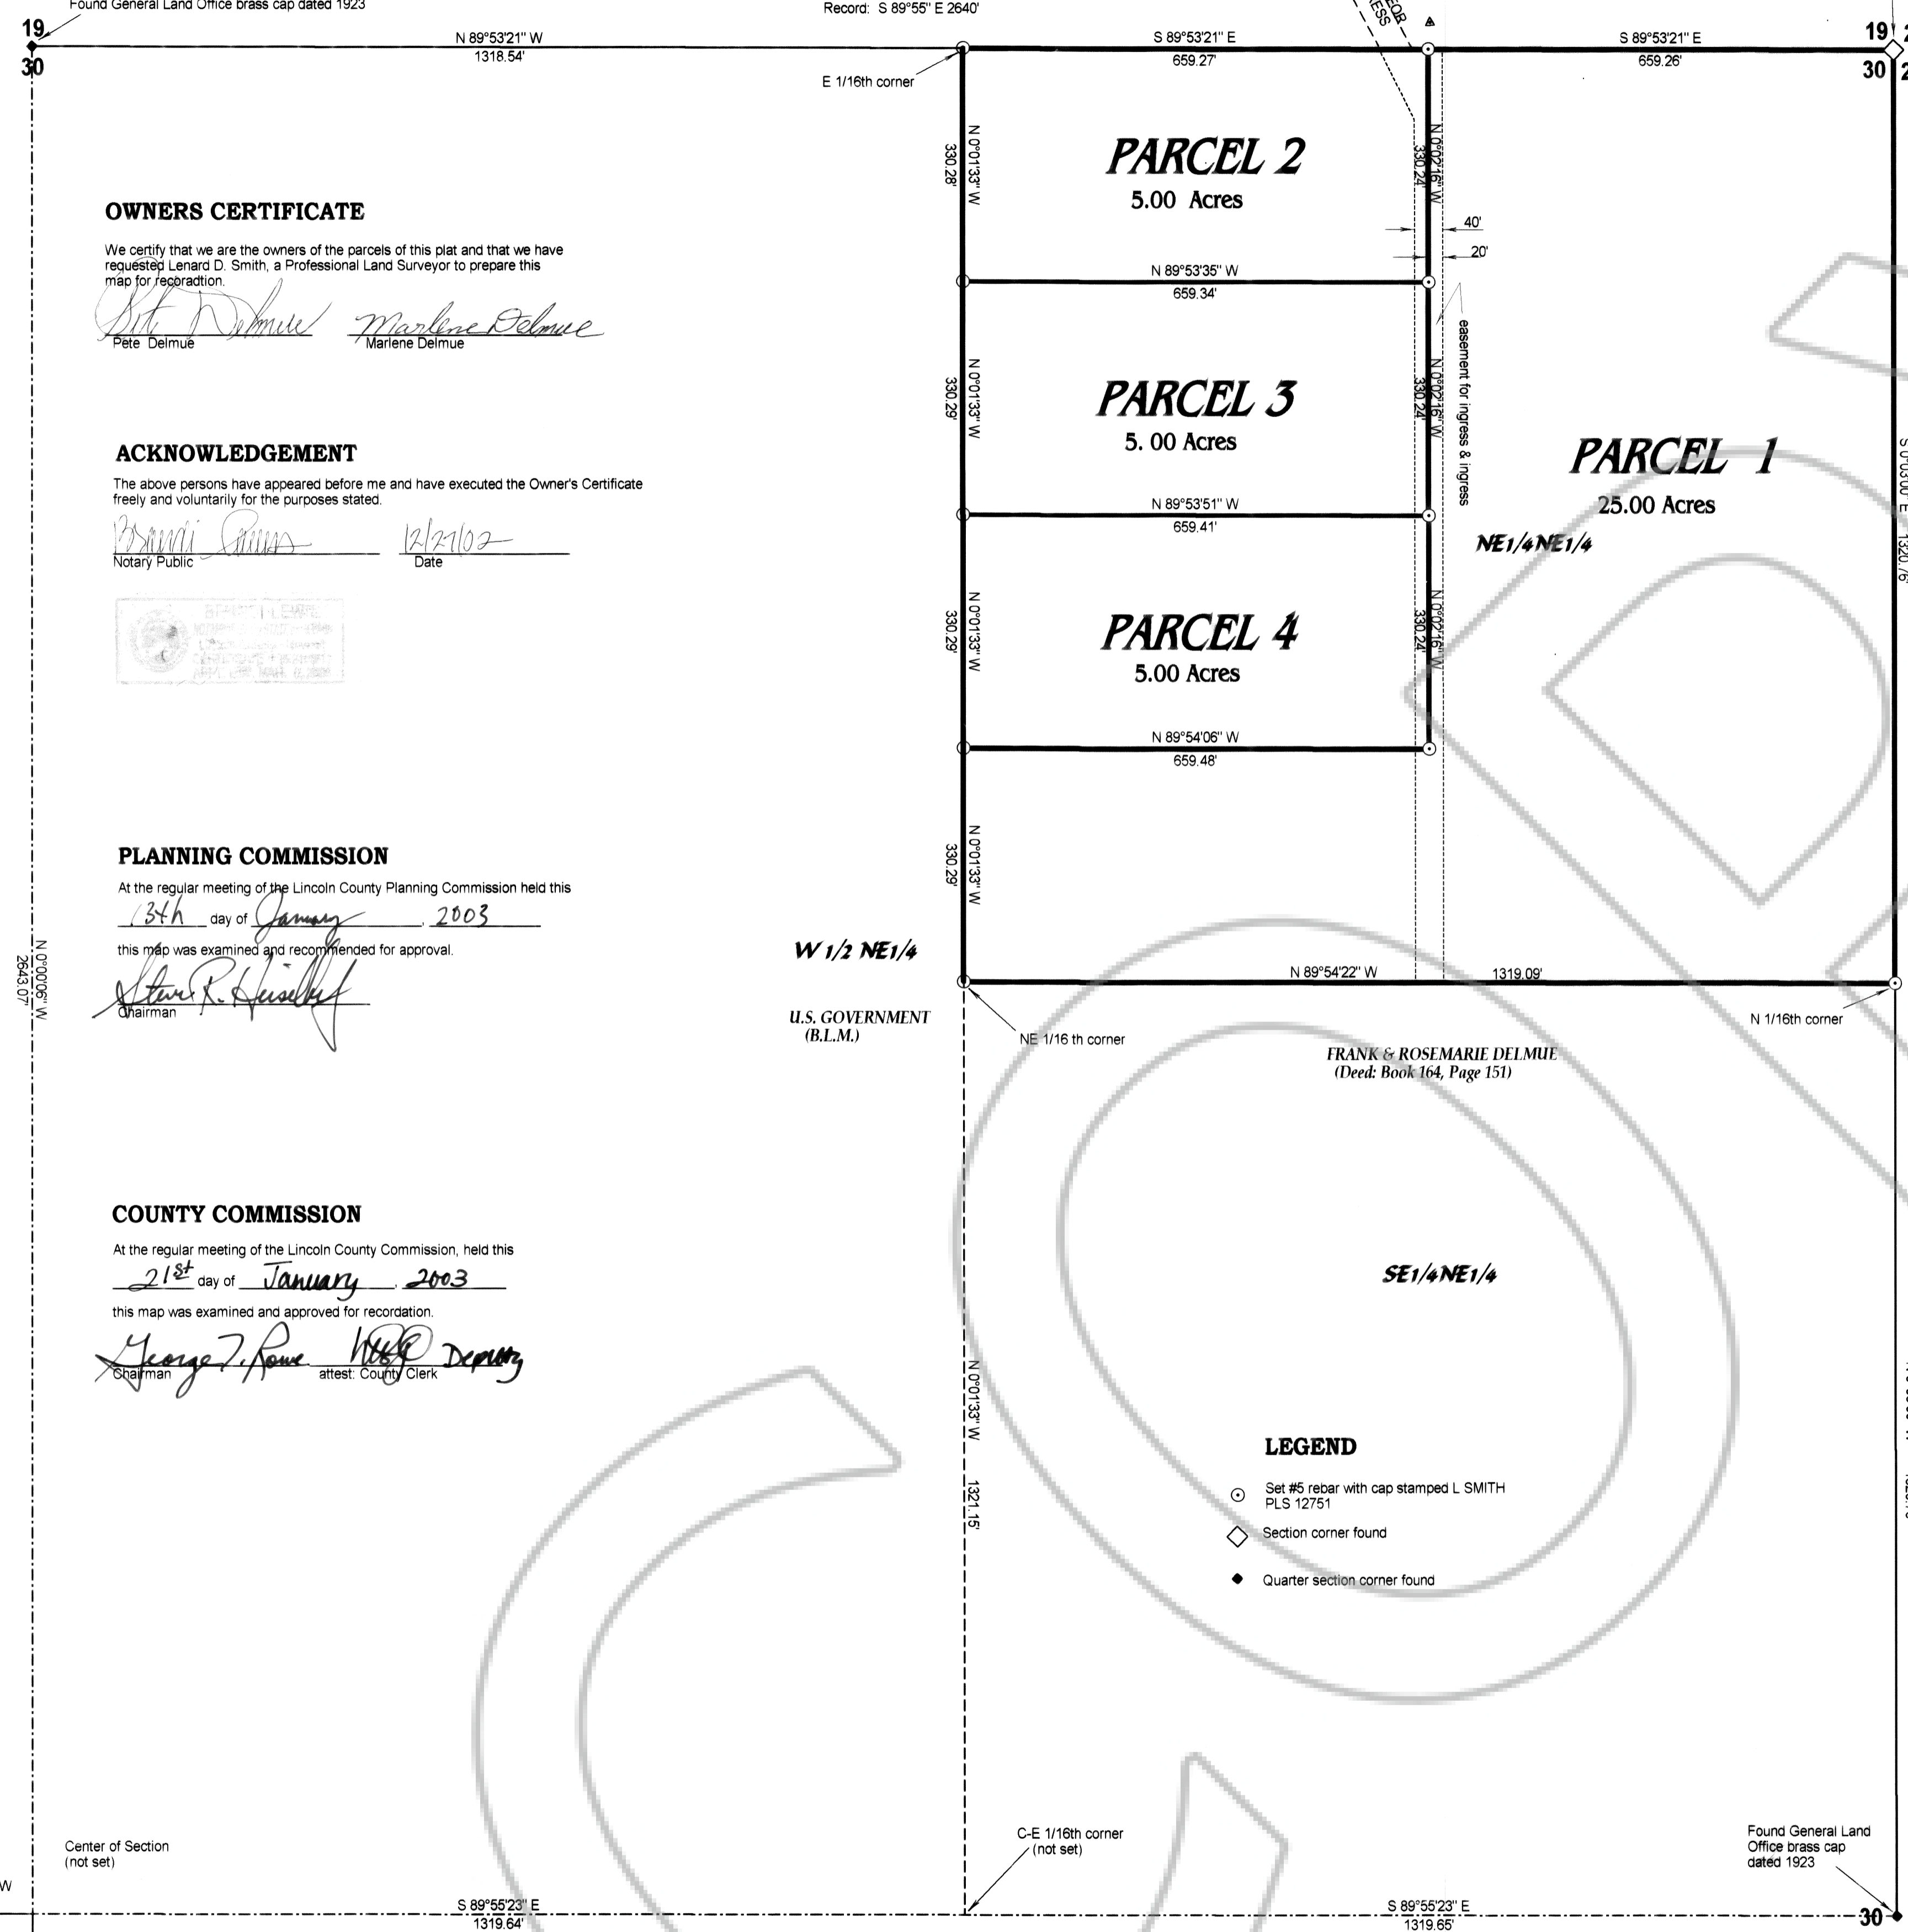 Found General Land Office brass cap dated 1923
Record: S 89°55" E 2640'
19
30
N 89°53'21" W
1318.54'
S 89°53'21" E
659.27'
S 89°53'21" E
659.26'
19
30
E 1/16th corner
N 0°01'33" W
330.28'
PARCEL 2
5.00 Acres
N 0°02'16" W
330.24'
40'
20'
N 89°53'35" W
659.34'
OWNERS CERTIFICATE
We certify that we are the owners of the parcels of this plat and that we have
requested Lenard D. Smith, a Professional Land Surveyor to prepare this
map for recoradtion.
Pete Delmue
Marlene Delmue
Marlene Delmue
easement for ingress & ingress
N 0°01'33" W
330.29'
PARCEL 3
5. 00 Acres
N 0°02'16" W
330.24'
N 89°53'51" W
659.41'
PARCEL 1
25.00 Acres
NE1/4NE1/4
S 0°03'00" E
1320.76'
ACKNOWLEDGEMENT
The above persons have appeared before me and have executed the Owner's Certificate
freely and voluntarily for the purposes stated.
12/27/02
Notary Public
Date
N 0°01'33" W
330.29'
PARCEL 4
5.00 Acres
N 0°02'16" W
330.24'
N 89°54'06" W
659.48'
N 0°01'33" W
330.29'
PLANNING COMMISSION
At the regular meeting of the Lincoln County Planning Commission held this
13th day of January, 2003
this map was examined and recommended for approval.
Chairman
N 0°00'06" W
2643.07'
W 1/2 NE1/4
U.S. GOVERNMENT
(B.L.M.)
N 89°54'22" W
1319.09'
NE 1/16 th corner
N 1/16th corner
FRANK & ROSEMARIE DELMUE
(Deed: Book 164, Page 151)
COUNTY COMMISSION
At the regular meeting of the Lincoln County Commission, held this
21st day of January, 2003
this map was examined and approved for recordation.
George T. Rowe
Deputy
Chairman
attest: County Clerk
SE1/4NE1/4
N 0°01'33" W
1321.15'
LEGEND
Set #5 rebar with cap stamped L SMITH
PLS 12751
Section corner found
Quarter section corner found
Center of Section
(not set)
C-E 1/16th corner
(not set)
Found General Land
Office brass cap
dated 1923
W
S 89°55'23" E
1319.64'
S 89°55'23" E
1319.65'
30